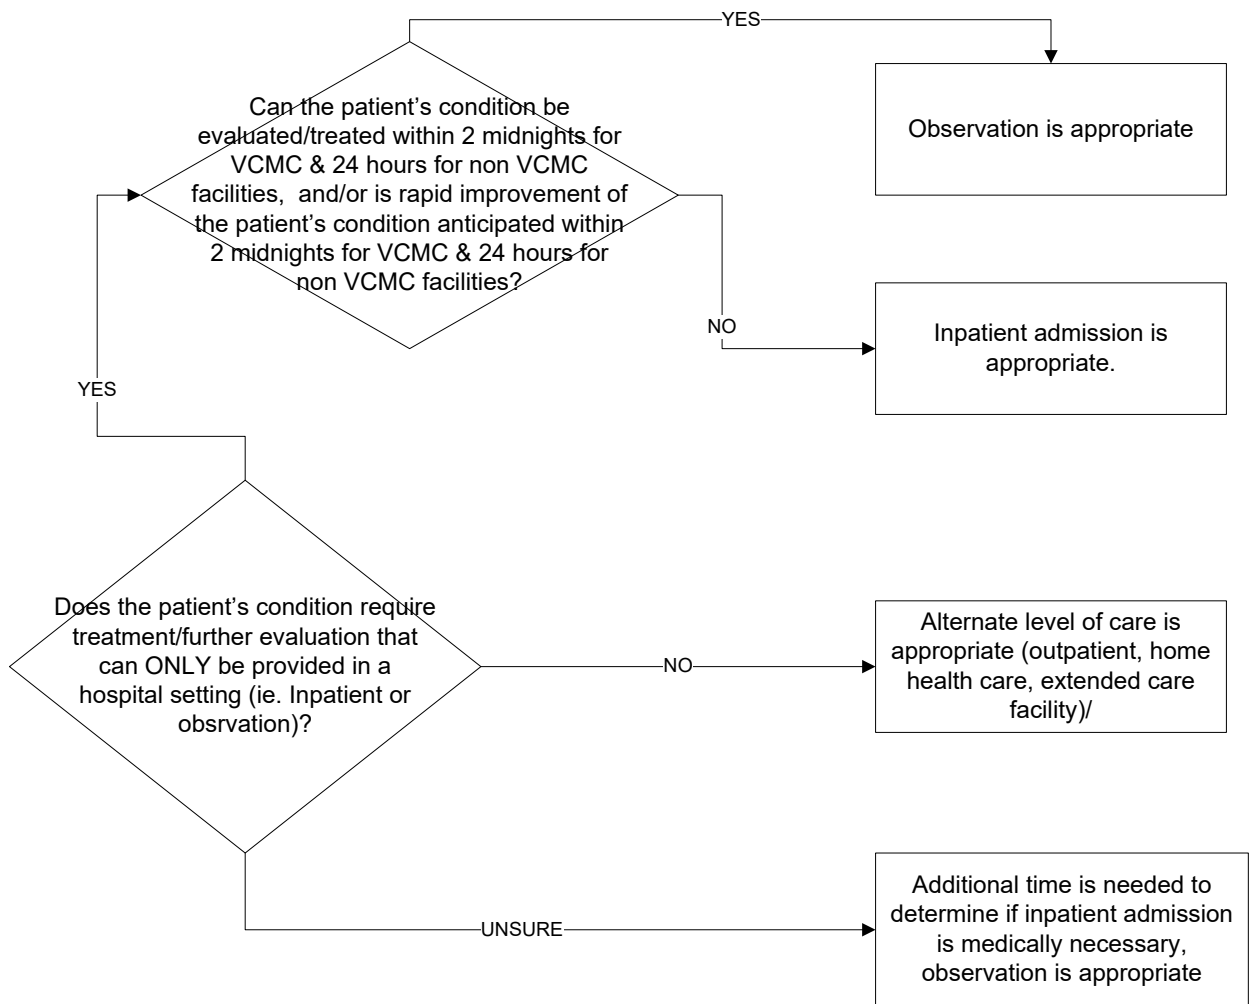 YES
Can the patient's condition be
evaluated/treated within 2 midnights for
VCMC & 24 hours for non VCMC
facilities,  and/or is rapid improvement of
the patient's condition anticipated within
2 midnights for VCMC & 24 hours for
non VCMC facilities?
Observation is appropriate
NO
Inpatient admission is
appropriate.
YES
Does the patient's condition require
treatment/further evaluation that
can ONLY be provided in a
hospital setting (ie. Inpatient or
obsrvation)?
NO
Alternate level of care is
appropriate (outpatient, home
health care, extended care
facility)/
UNSURE
Additional time is needed to
determine if inpatient admission
is medically necessary,
observation is appropriate